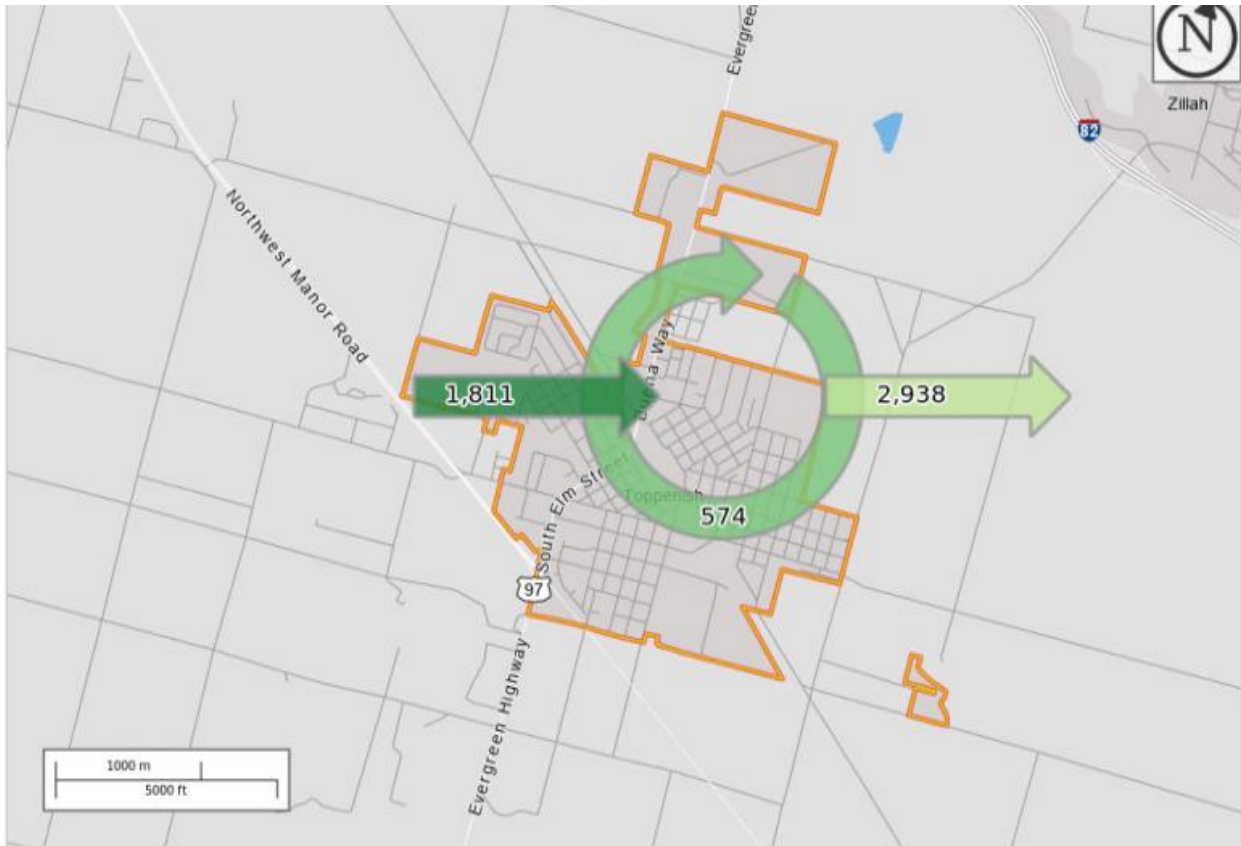 Evergreen
N
Zillah
82
Northwest Manor Road
Buena Way
1,811
2,938
South Elm Street
Toppenish
574
97
Evergreen Highway
1000 m
5000 ft